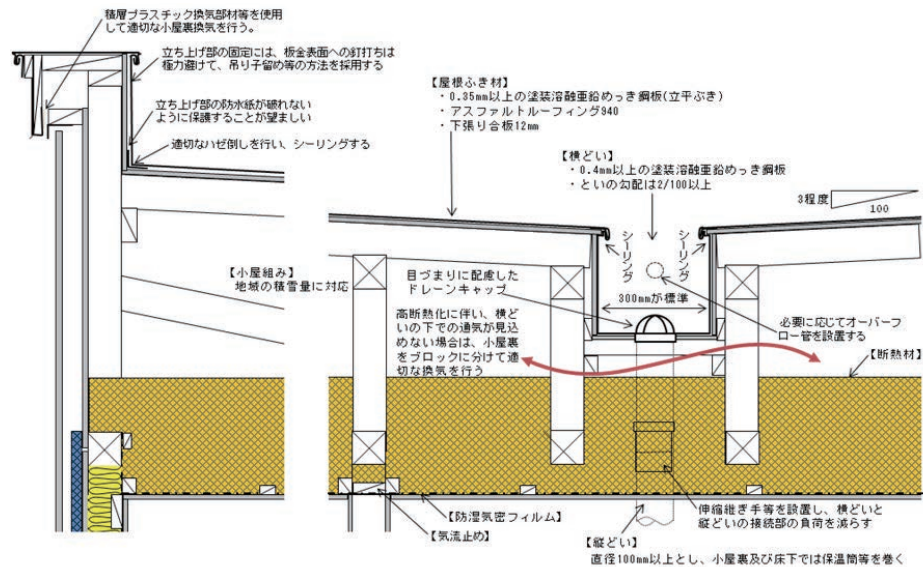 積層プラスチック換気部材等を使用
して適切な小屋裏換気を行う。
立ち上げ部の固定には、板金表面への釘打ちは
極力避けて、吊り子留め等の方法を採用する
立ち上げ部の防水紙が破れない
ように保護することが望ましい
適切なハゼ倒しを行い、シーリングする
【屋根ふき材】
・0.35mm以上の塗装溶融亜鉛めっき鋼板(立平ぶき)
・アスファルトルーフィング940
・下張り合板12mm
【横どい】
・0.4mm以上の塗装溶融亜鉛めっき鋼板
・といの勾配は2/100以上
3程度
100
シーリング
シーリング
【小屋組み】
地域の積雪量に対応
目づまりに配慮した
ドレーンキャップ
300mmが標準
高断熱化に伴い、横ど
いの下での通気が見込
めない場合は、小屋裏
をブロックに分けて適
切な換気を行う
必要に応じてオーバーフ
ロー管を設置する
【断熱材】
伸縮継ぎ手等を設置し、横どいと
縦どいの接続部の負荷を減らす
【防湿気密フィルム】
【気流止め】
【縦どい】
直径100mm以上とし、小屋裏及び床下では保温筒等を巻く